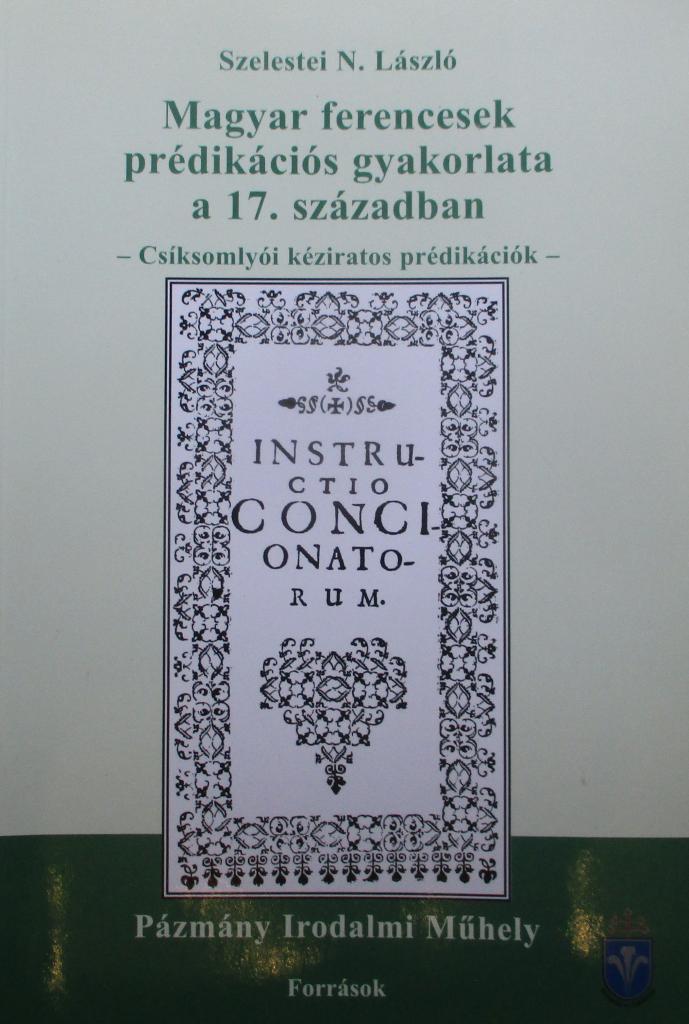 Szelestei N. László
Magyar ferencesek
prédikációs gyakorlata
a 17. században
– Csíksomlyói kéziratos prédikációk –
§§(✠)§§
INSTRU-
CTIO
CONCI-
ONATO-
RUM.
Pázmány Irodalmi Műhely
Források